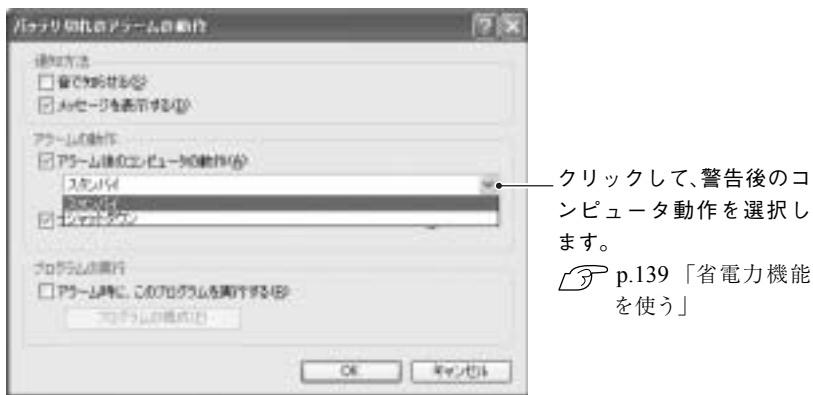 バッテリ切れのアラームの動作
通知方法
音で知らせる(S)
メッセージを表示する(D)
アラームの動作
アラーム後のコンピュータの動作(A)
スタンバイ
スタンバイ
シャットダウン
プログラムの実行
アラーム時に、このプログラムを実行する(R)
プログラムの構成(E)
OK
キャンセル
クリックして、警告後のコ
ンピュータ動作を選択し
ます。
p.139「省電力機能
を使う」